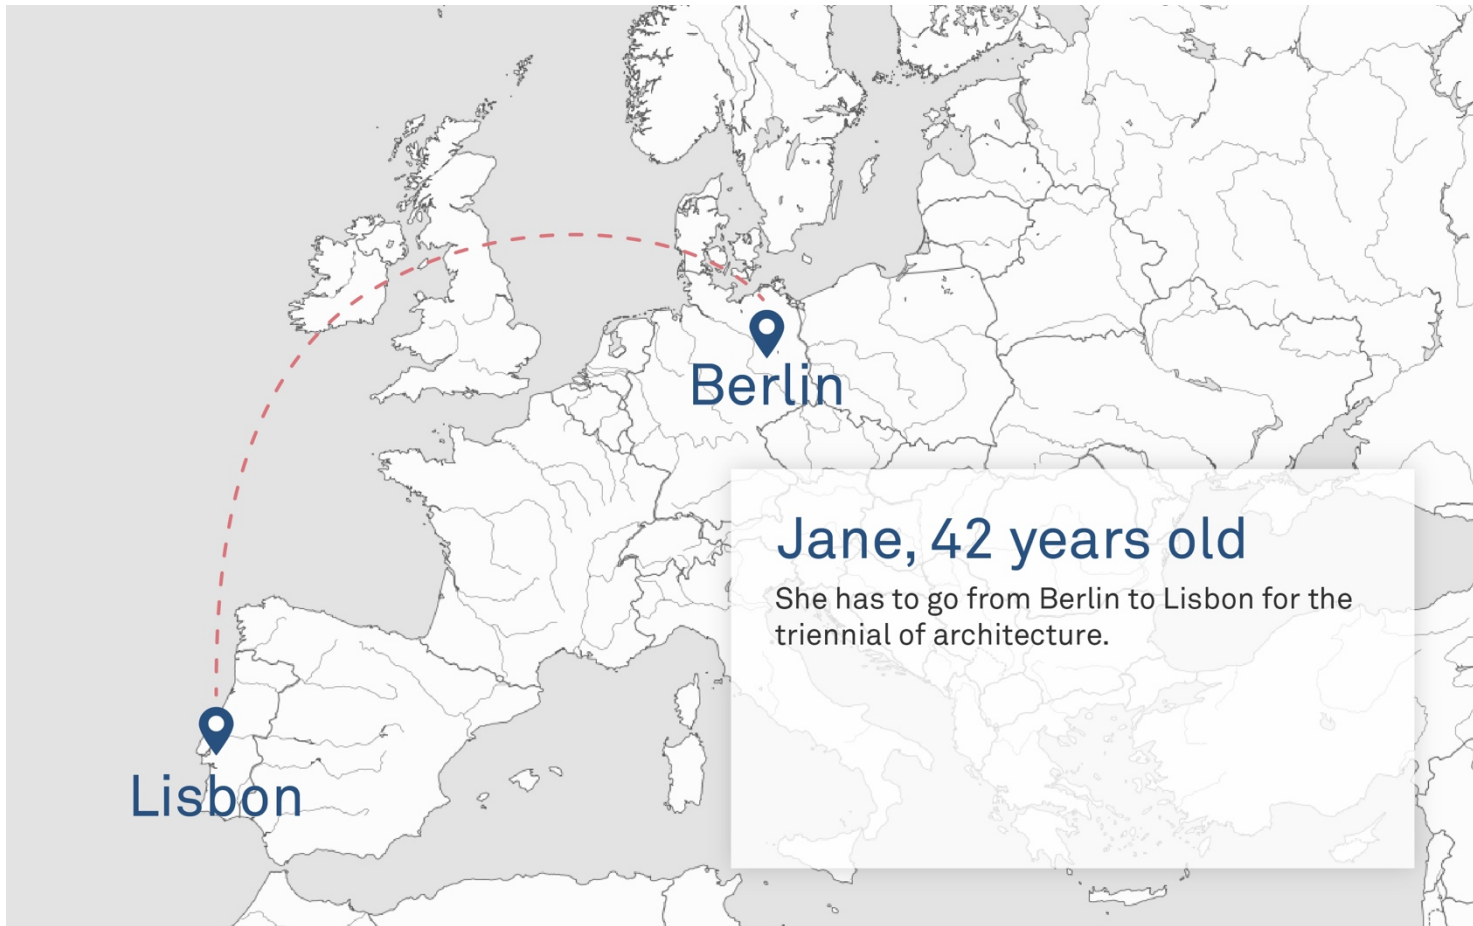 Berlin
Jane, 42 years old
She has to go from Berlin to Lisbon for the
triennial of architecture.
Lisbon